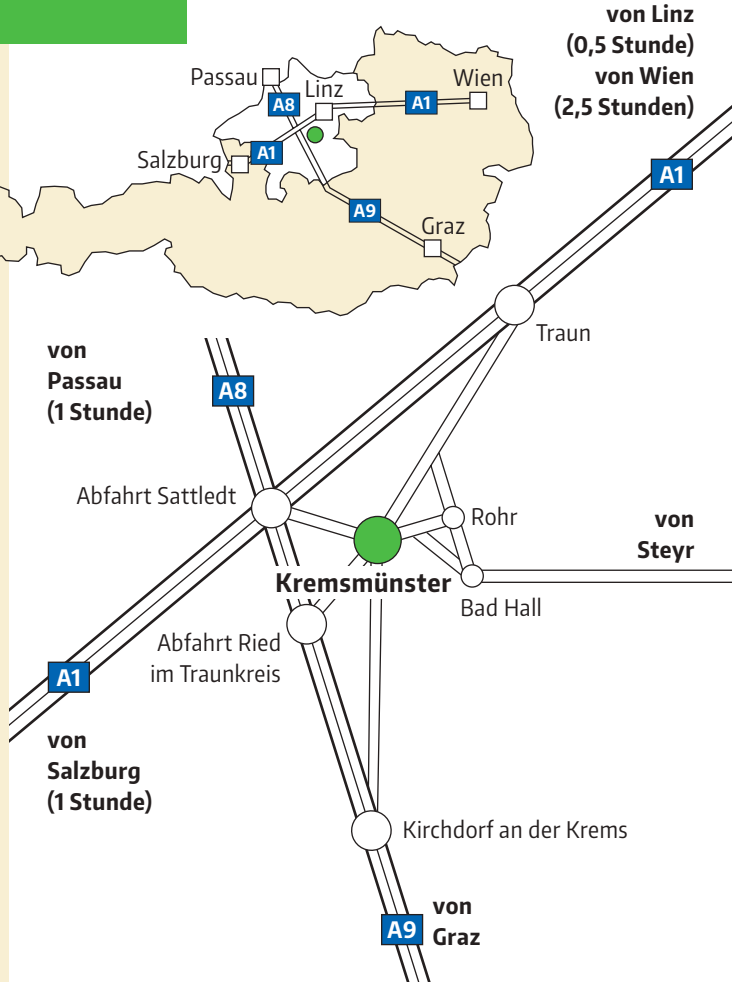 von Linz
(0,5 Stunde)
von Wien
(2,5 Stunden)
Passau
Linz
Wien
A8
A1
A1
Salzburg
A9
Graz
A1
Traun
von
Passau
(1 Stunde)
A8
Abfahrt Sattledt
Rohr
von
Steyr
Kremsmünster
Bad Hall
Abfahrt Ried
im Traunkreis
A1
von
Salzburg
(1 Stunde)
Kirchdorf an der Krems
A9
von
Graz